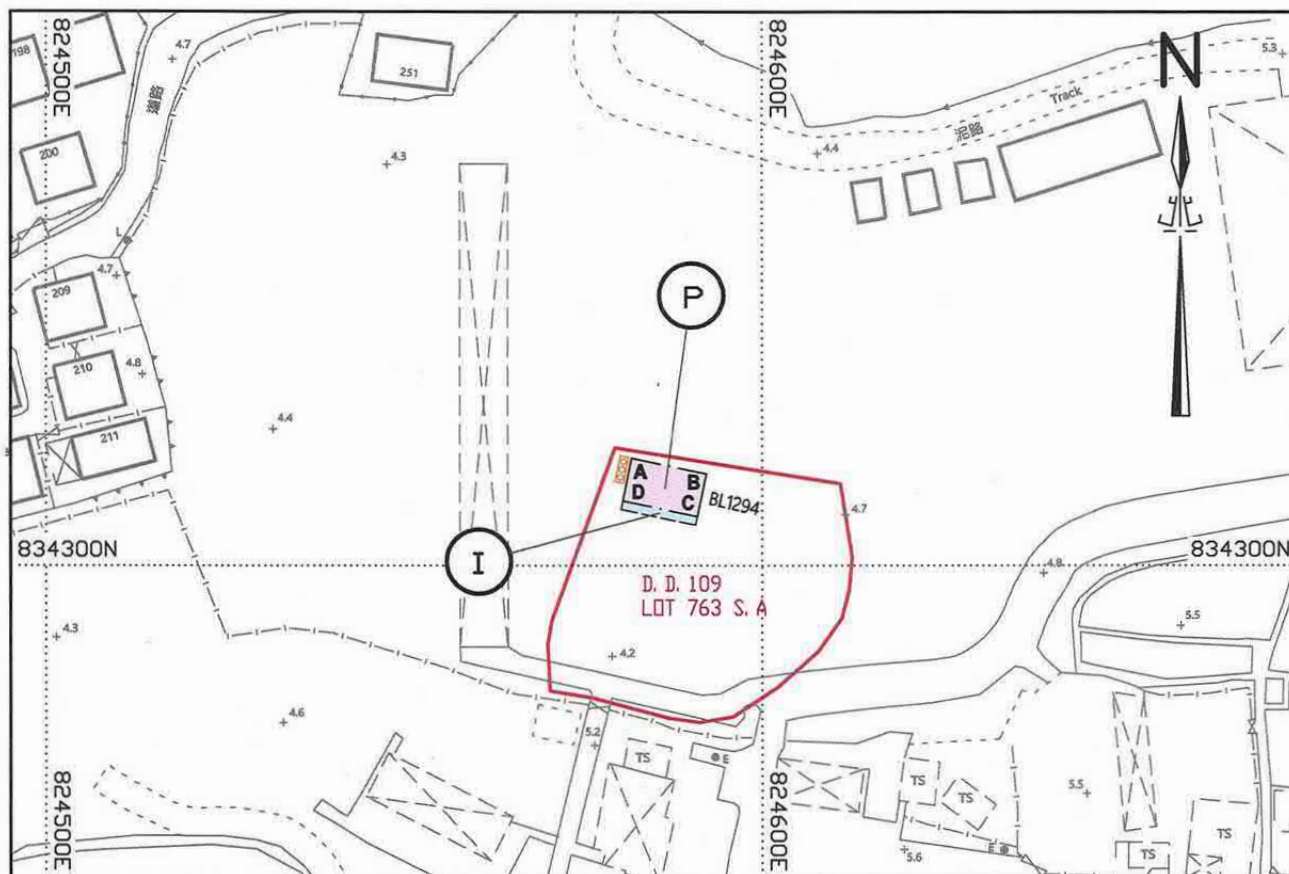 198
4.7
824500E
道路
251
824600E
5.3
N
Track
泥路
200
4.3
4.4
L
4.7
209
P
210
4.8
4.4
211
A
B
D
C
BL1294
4.7
834300N
I
834300N
D. D. 109
LOT 763 S. A
4.8
4.3
4.2
5.5
4.6
5.2
TS
E
824500E
824600E
TS
TS
5.5
TS
TS
5.6
E